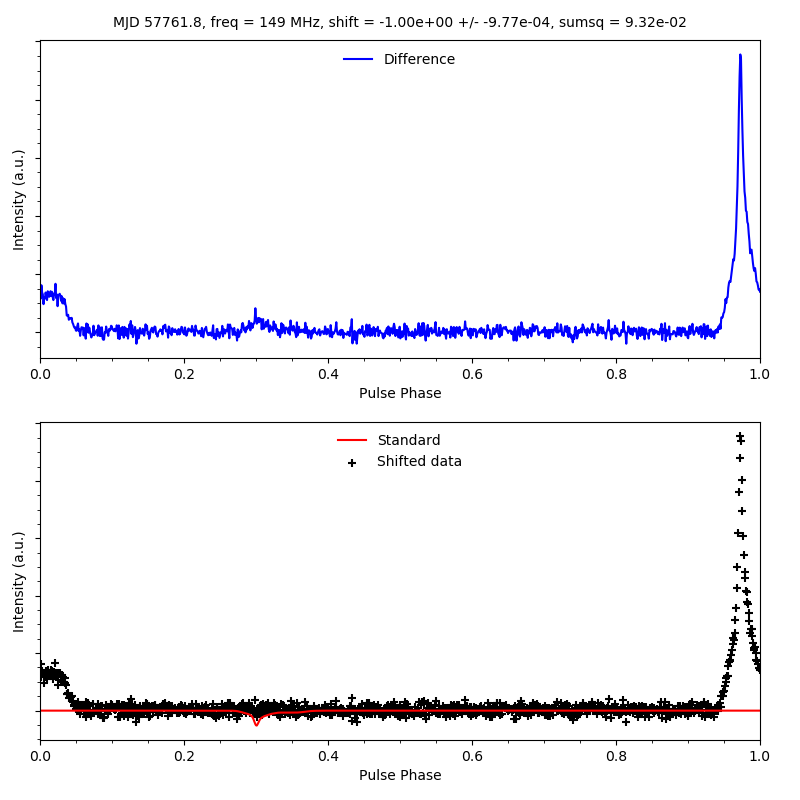 MJD 57761.8, freq = 149 MHz, shift = -1.00e+00 +/- -9.77e-04, sumsq = 9.32e-02
Difference
Intensity (a.u.)
0.0 0.2 0.4 0.6 0.8 1.0
Pulse Phase
Standard
Shifted data
Intensity (a.u.)
0.0 0.2 0.4 0.6 0.8 1.0
Pulse Phase